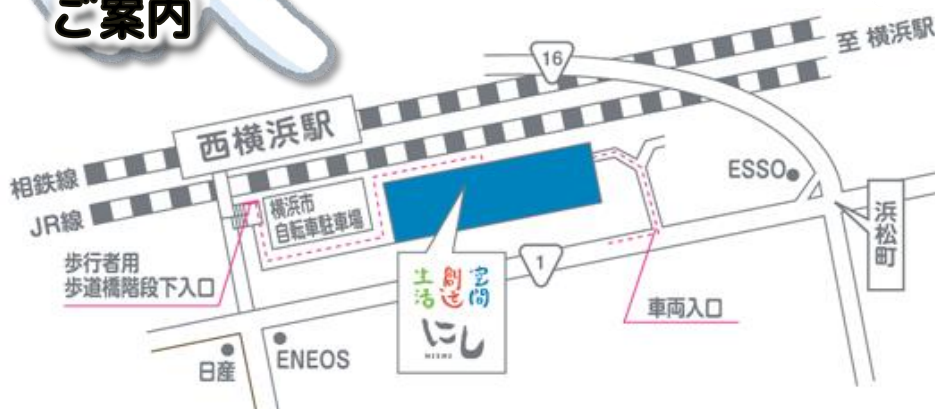 ご案内
16
至 横浜駅
西横浜駅
相鉄線
JR線
横浜市
自転車駐車場
ESSO
浜松町
歩行者用
歩道橋階段下入口
1
生活
創造
空間
にし
NISHI
車両入口
日産
ENEOS